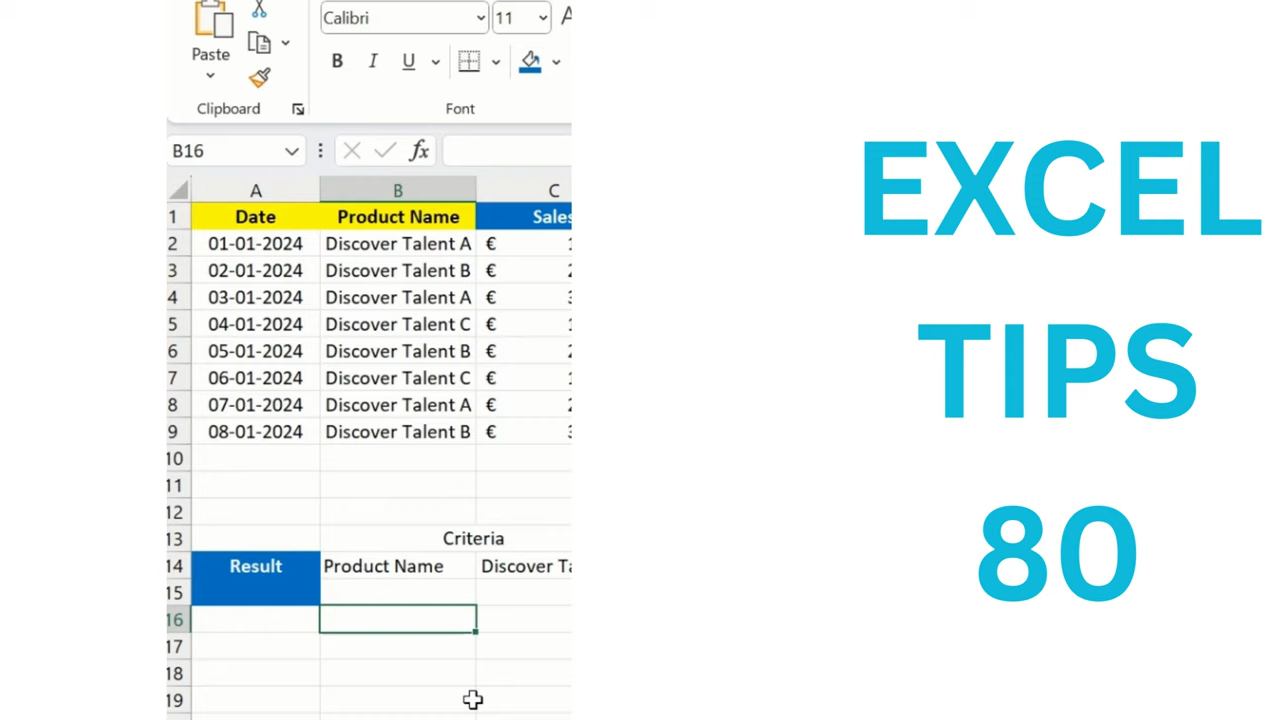 Calibri 11
Paste B I U
Clipboard Font
B16 fx
A B C
1 Date Product Name Sales
2 01-01-2024 Discover Talent A €
3 02-01-2024 Discover Talent B €
4 03-01-2024 Discover Talent A €
5 04-01-2024 Discover Talent C €
6 05-01-2024 Discover Talent B €
7 06-01-2024 Discover Talent C €
8 07-01-2024 Discover Talent A €
9 08-01-2024 Discover Talent B €
10
11
12
13 Criteria
14 Result Product Name Discover
15
16
17
18
19
EXCEL
TIPS
80